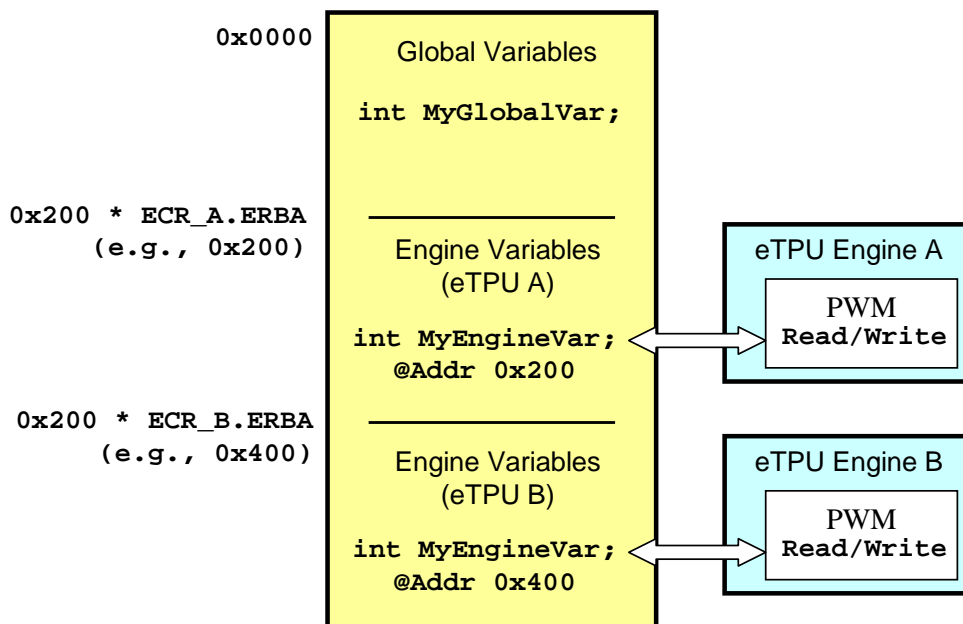 0x0000
Global Variables
int MyGlobalVar;
0x200 * ECR_A.ERBA
(e.g., 0x200)
Engine Variables
(eTPU A)
int MyEngineVar;
@Addr 0x200
eTPU Engine A
PWM
Read/Write
0x200 * ECR_B.ERBA
(e.g., 0x400)
Engine Variables
(eTPU B)
int MyEngineVar;
@Addr 0x400
eTPU Engine B
PWM
Read/Write